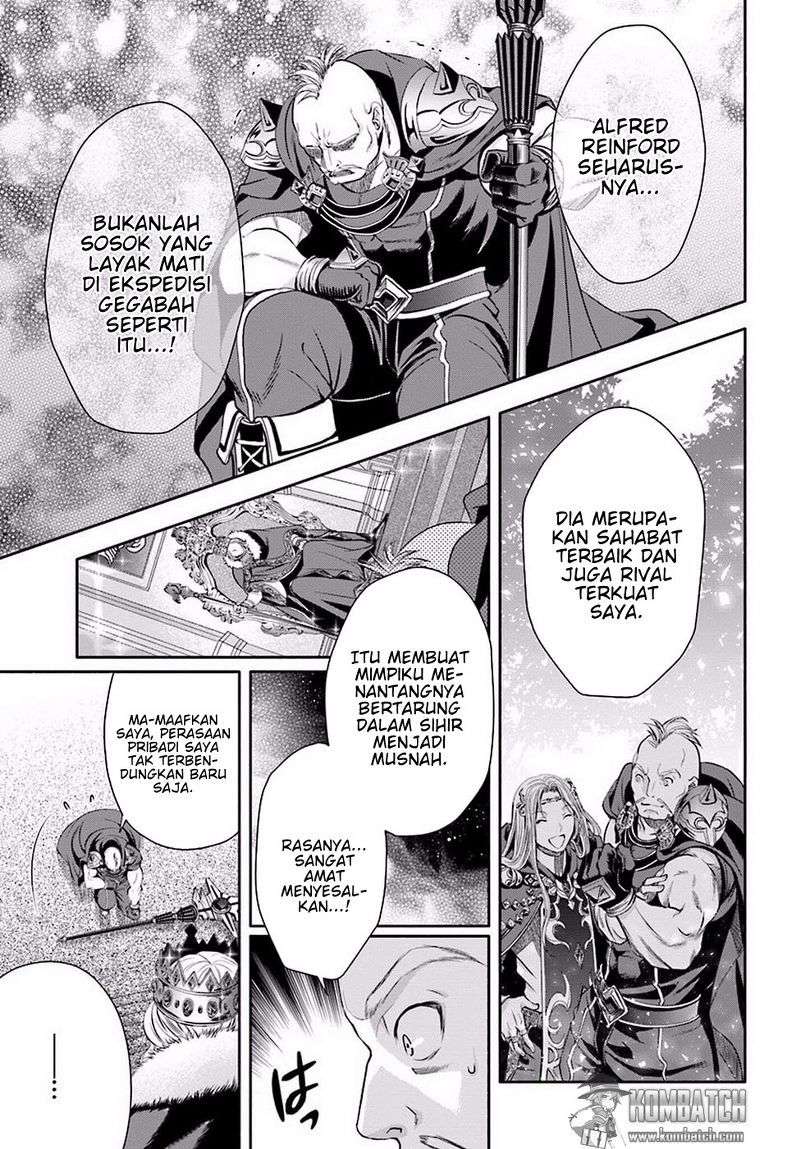 ALFRED
REINFORD
SEHARUS-
NYA...
BUKANLAH
SOSOK YANG
LAYAK MATI
DI EKSPEDISI
GEGABAH
SEPERTI
ITU...!
DIA MERUPA-
KAN SAHABAT
TERBAIK DAN
JUGA RIVAL
TERKUAT
SAYA.
ITU MEMBUAT
MIMPIKU ME-
NANTANGNYA
BERTARUNG
DALAM SIHIR
MENJADI
MUSNAH.
RASANYA...
SANGAT
AMAT
MENYESAL-
KAN...!
はっ
MA-MAAFKAN
SAYA, PERASAAN
PRIBADI SAYA
TAK TERBEN-
DUNGKAN BARU
SAJA.
...
KOMBATCH
www.kombatch.com